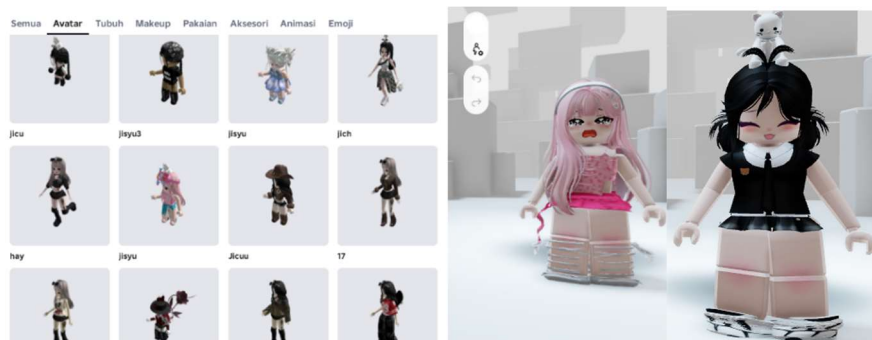 Semua Avatar Tubuh Makeup Pakaian Aksesori Animasi Emoji
jicu jisyu3 jisyu jich
hay jisyu Jicuu 17